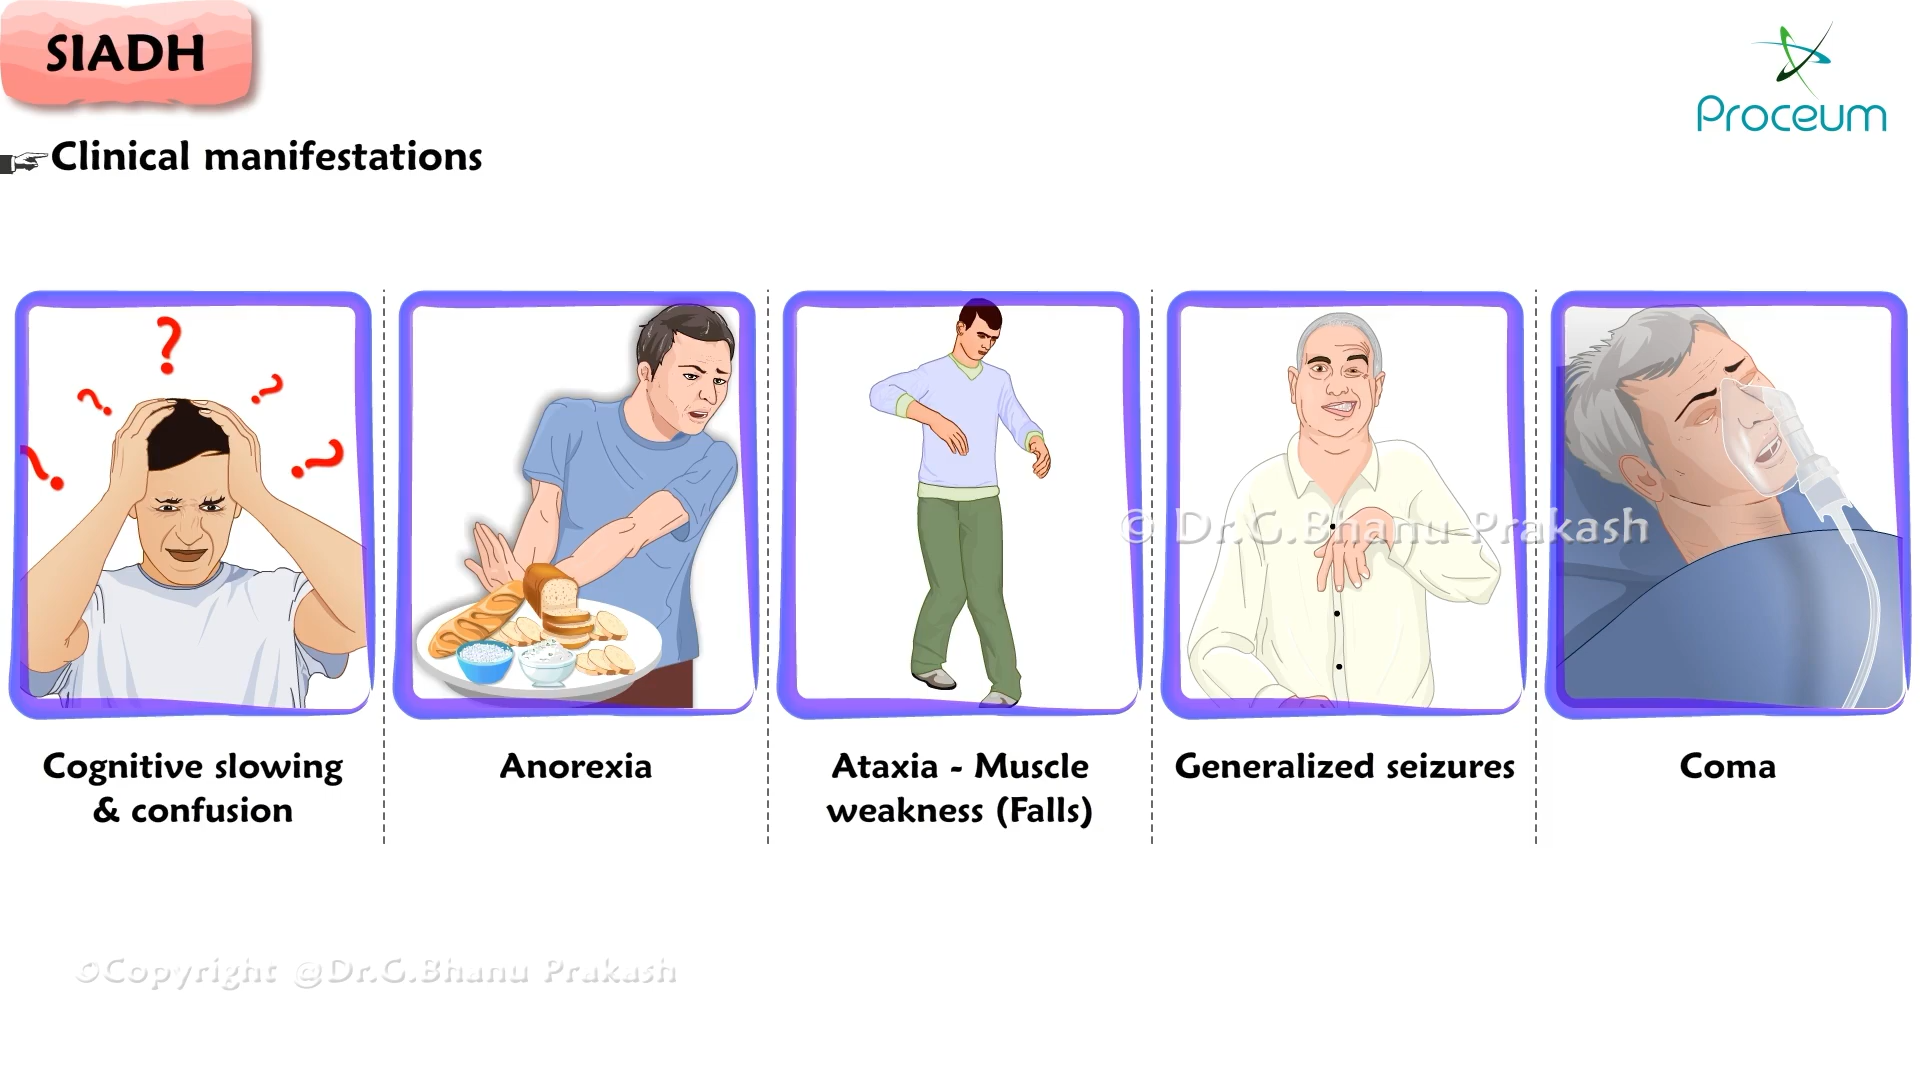 SIADH
Proceum
Clinical manifestations
? ? ? ? ?
© Dr.G.Bhanu Prakash
Cognitive slowing
& confusion
Anorexia
Ataxia - Muscle
weakness (Falls)
Generalized seizures
Coma
©Copyright @Dr.G.Bhanu Prakash